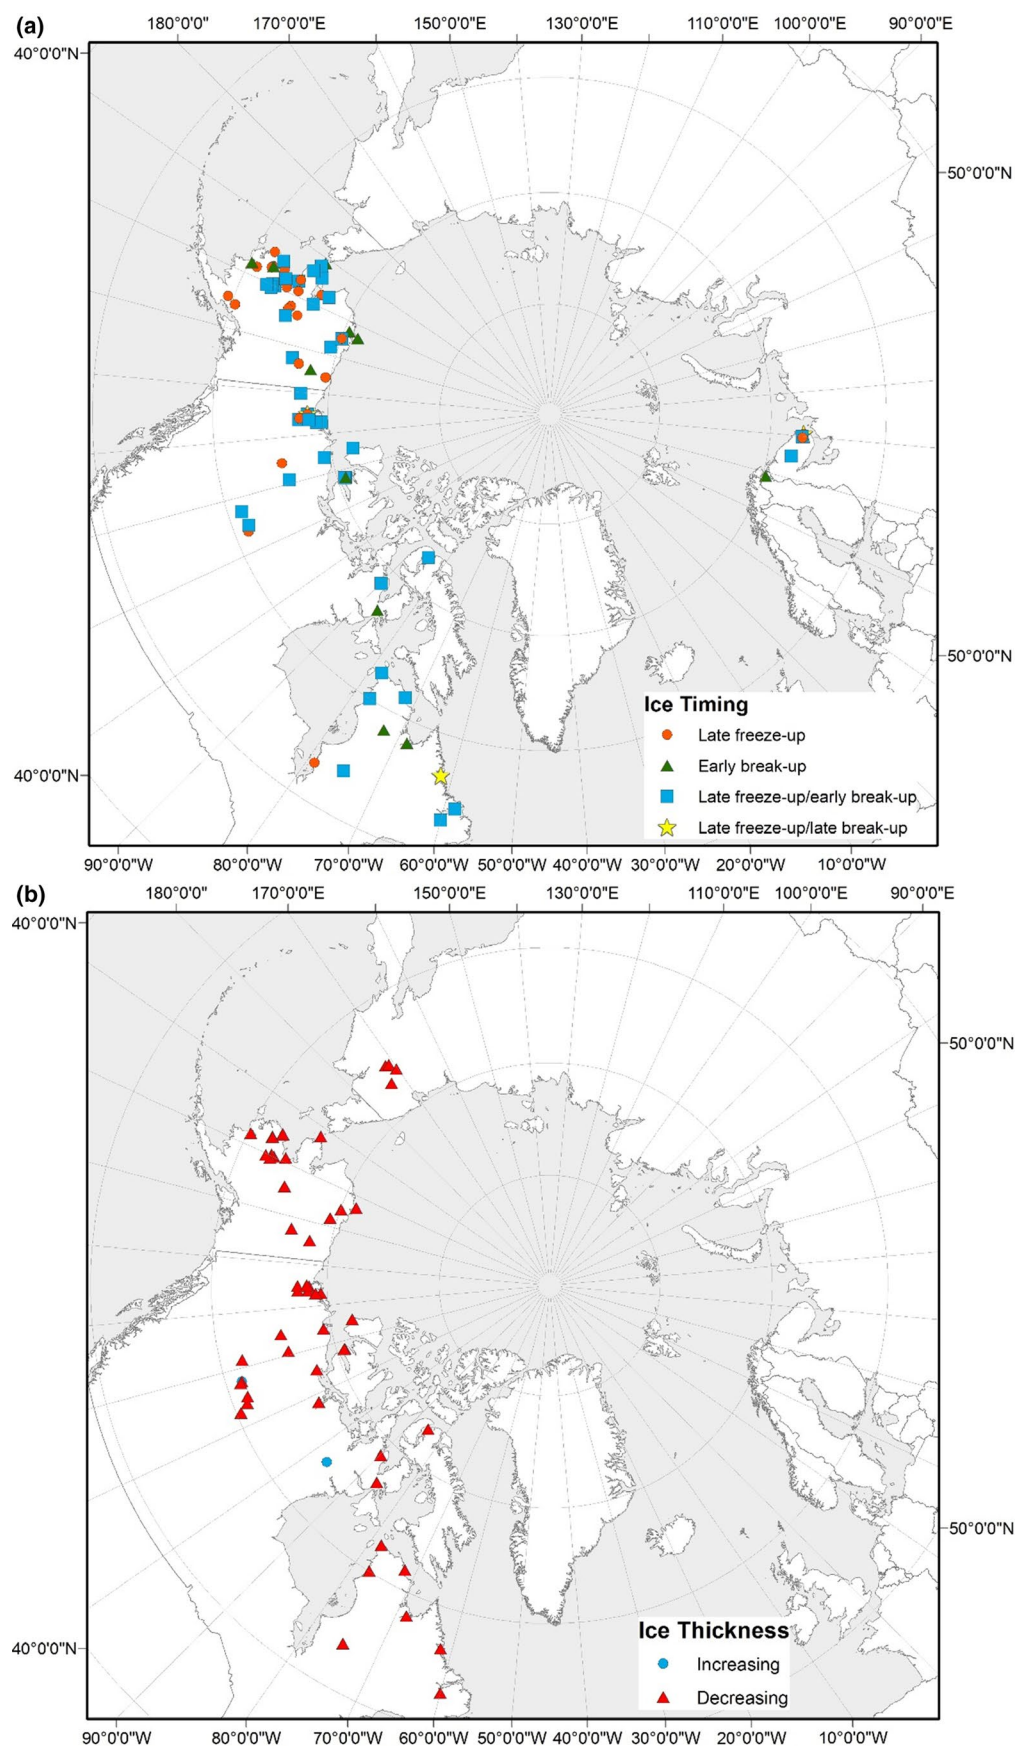 (a)
180°0'0" 170°0'0"E 150°0'0"E 130°0'0"E 110°0'0"E 100°0'0"E 90°0'0"E
40°0'0"N
50°0'0"N
50°0'0"N
Ice Timing
Late freeze-up
Early break-up
40°0'0"N
Late freeze-up/early break-up
Late freeze-up/late break-up
90°0'0"W 80°0'0"W 70°0'0"W 60°0'0"W 50°0'0"W 40°0'0"W 30°0'0"W 20°0'0"W 10°0'0"W
(b)
180°0'0" 170°0'0"E 150°0'0"E 130°0'0"E 110°0'0"E 100°0'0"E 90°0'0"E
40°0'0"N
50°0'0"N
50°0'0"N
Ice Thickness
40°0'0"N
Increasing
Decreasing
90°0'0"W 80°0'0"W 70°0'0"W 60°0'0"W 50°0'0"W 40°0'0"W 30°0'0"W 20°0'0"W 10°0'0"W